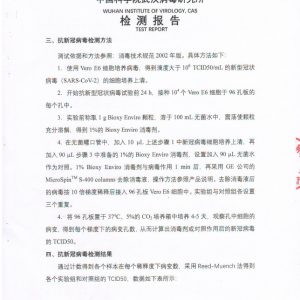 中国科学院武汉病毒研究所
WUHAN INSTITUTE OF VIROLOGY, CAS
检 测 报 告
TEST REPORT
三、抗新冠病毒检测方法
测试依据和方法参照：消毒技术规范 2002 年版。具体方法如下：
1. 使用 Vero E6 细胞培养病毒，得到滴度大于 10⁶ TCID50/mL 的新型冠状
病毒（SARS-CoV-2）的细胞培养上清。
2. 开始抗新型冠状病毒试验前 24 h，接种 10⁴ 个 Vero E6 细胞于 96 孔板的
每个孔中。
3. 实验前称取 1 g Bioxy Enviro 颗粒，溶于 100 mL 无菌水中，震荡使颗粒
充分溶解，得到 1%的 Bioxy Enviro 消毒剂。
4. 在无菌螺口管中，加入 10 μL 上述步骤 1 中新冠病毒细胞培养上清，再
加入 90 μL 步骤 3 中准备的 1%的 Bioxy Enviro 消毒剂，设置加入 90 μL 无菌水
作为对照。1% Bioxy Enviro 消毒剂与病毒作用 1 min 后，再采用 GE 公司的
MicroSpin™ S-400 columns 去除消毒液，操作方法参照产品说明。去除消毒液后
的病毒按 10 倍梯度稀释后接入 96 孔板 Vero E6 细胞中。实验组与对照组各设置
三个重复。
4. 将 96 孔板置于 37°C，5%的 CO₂ 培养箱中培养 4-5 天，观察孔中细胞的
病变，得到每个梯度下的病变孔数，从而计算出消毒剂或对照作用后的新冠病毒
的 TCID50。
四、抗新冠病毒检测结果
通过计数得到各个样本在每个稀释度下病变数，采用 Reed-Muench 法得到
各个实验组和对照组的 TCID50，数据如下表所示：